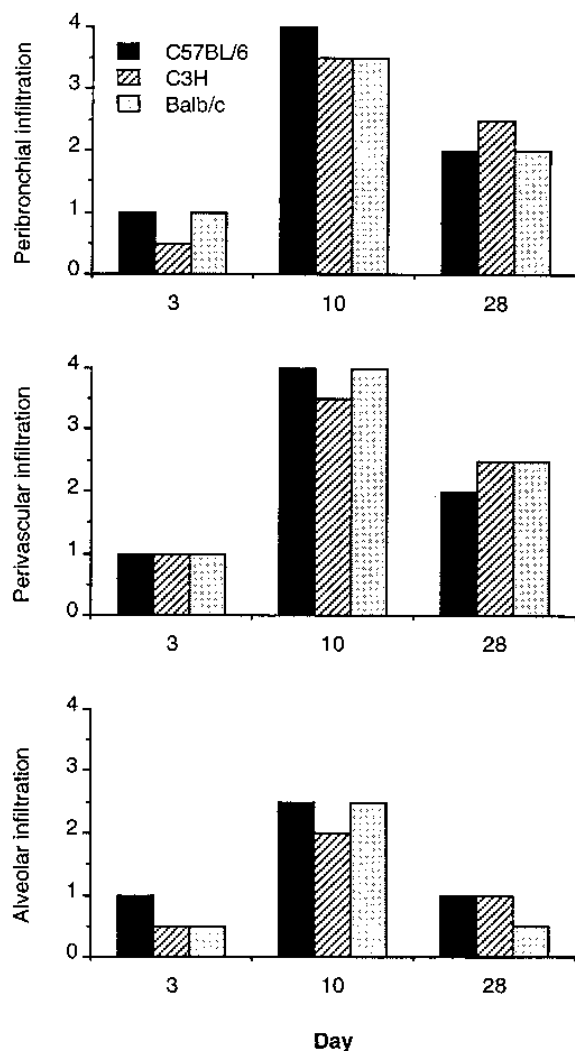 Peribronchial infiltration
4
3
2
1
0
C57BL/6
C3H
Balb/c
3 10 28
Perivascular infiltration
4
3
2
1
0
3 10 28
Alveolar infiltration
4
3
2
1
0
3 10 28
Day